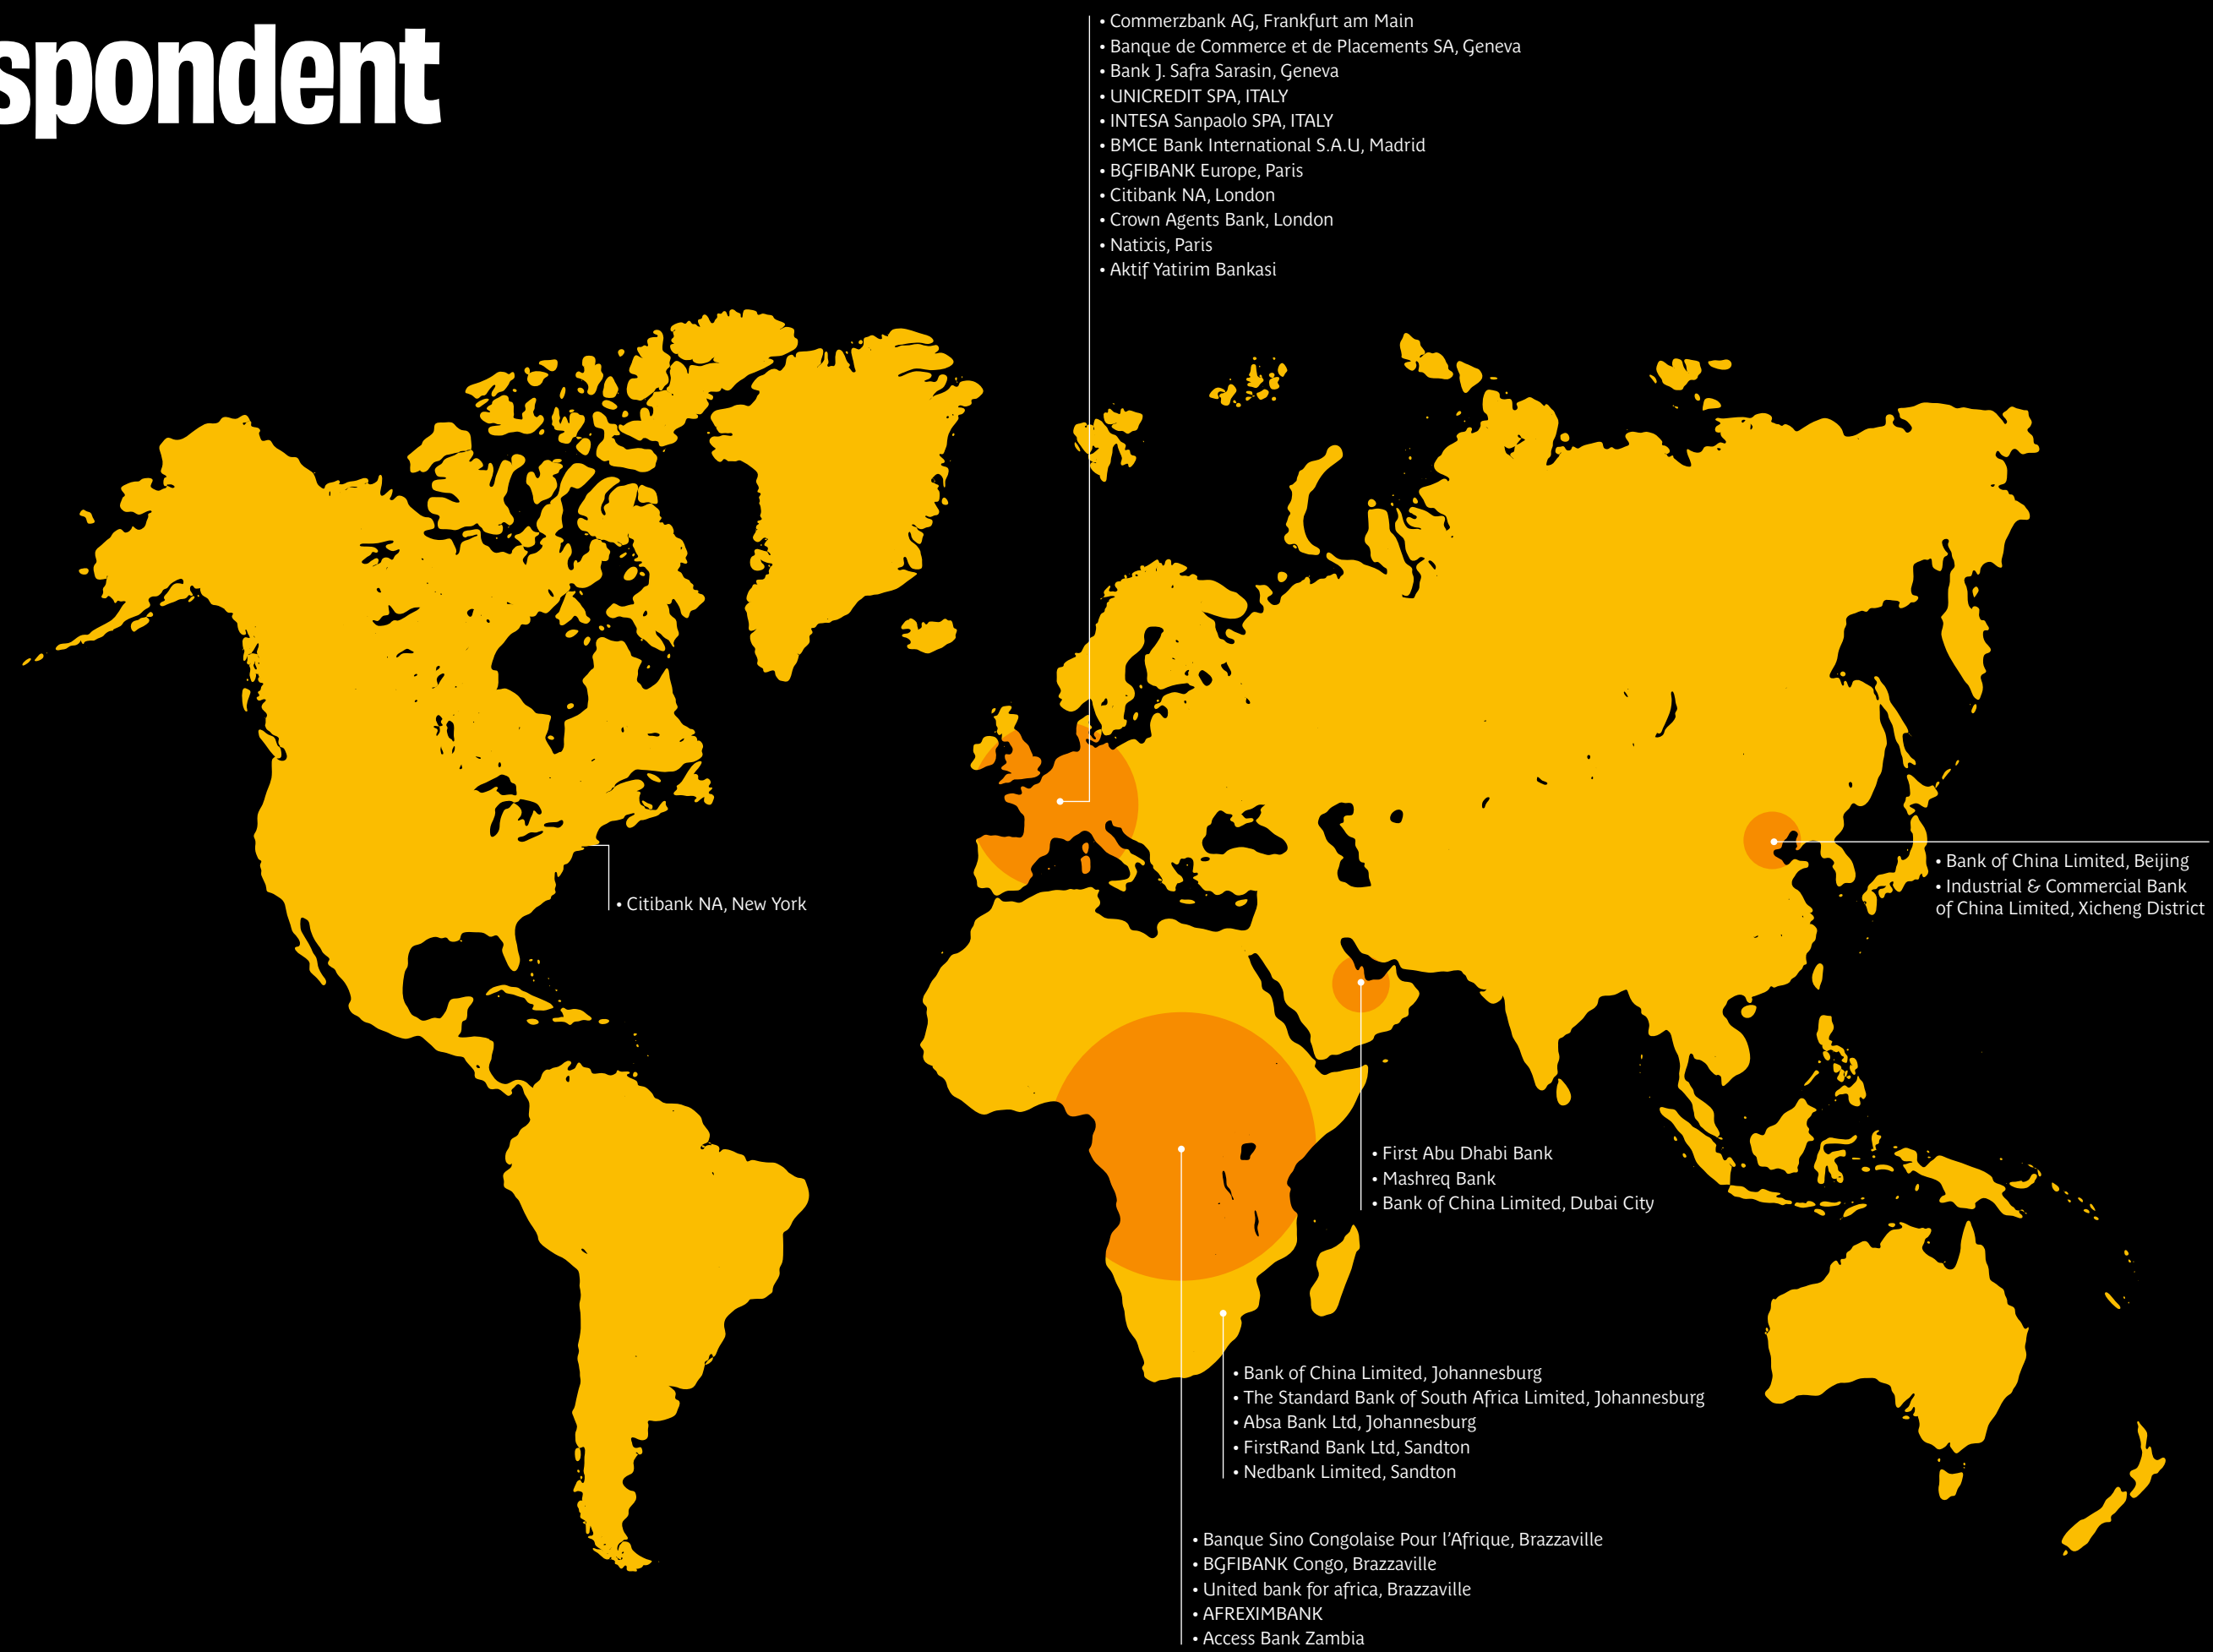 spondent
• Commerzbank AG, Frankfurt am Main
• Banque de Commerce et de Placements SA, Geneva
• Bank J. Safra Sarasin, Geneva
• UNICREDIT SPA, ITALY
• INTESA Sanpaolo SPA, ITALY
• BMCE Bank International S.A.U, Madrid
• BGFIBANK Europe, Paris
• Citibank NA, London
• Crown Agents Bank, London
• Natixis, Paris
• Aktif Yatirim Bankasi
• Citibank NA, New York
• Bank of China Limited, Beijing
• Industrial & Commercial Bank
of China Limited, Xicheng District
• First Abu Dhabi Bank
• Mashreq Bank
• Bank of China Limited, Dubai City
• Bank of China Limited, Johannesburg
• The Standard Bank of South Africa Limited, Johannesburg
• Absa Bank Ltd, Johannesburg
• FirstRand Bank Ltd, Sandton
• Nedbank Limited, Sandton
• Banque Sino Congolaise Pour l’Afrique, Brazzaville
• BGFIBANK Congo, Brazzaville
• United bank for africa, Brazzaville
• AFREXIMBANK
• Access Bank Zambia